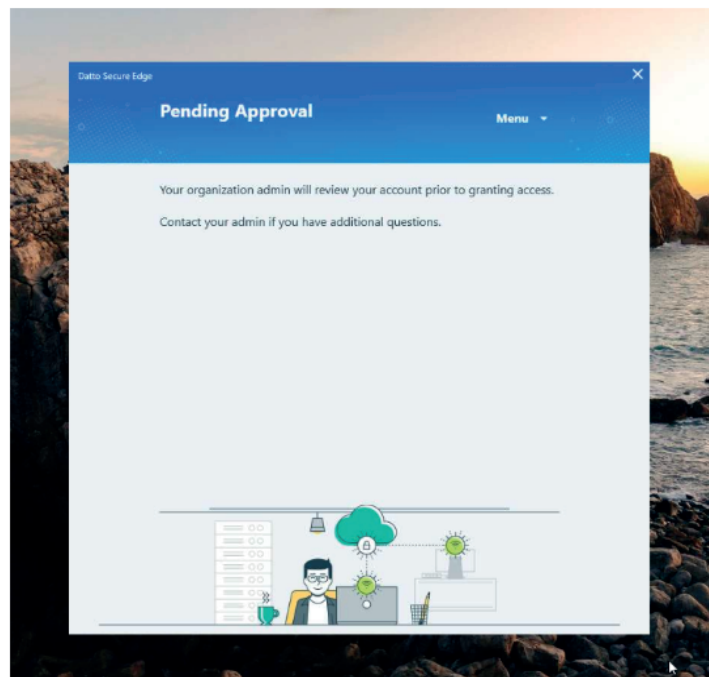 Datto Secure Edge
Pending Approval
Menu
Your organization admin will review your account prior to granting access.
Contact your admin if you have additional questions.